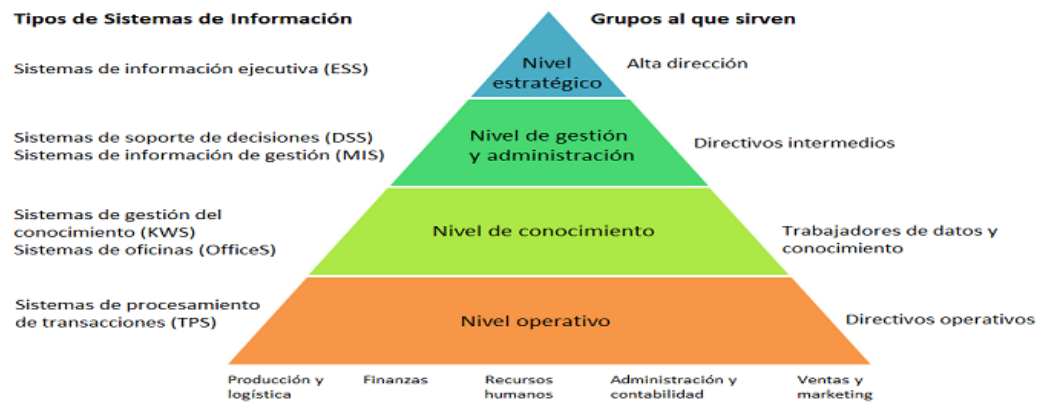 Tipos de Sistemas de Información
Grupos al que sirven
Sistemas de información ejecutiva (ESS)
Nivel
estratégico
Alta dirección
Sistemas de soporte de decisiones (DSS)
Sistemas de información de gestión (MIS)
Nivel de gestión
y administración
Directivos intermedios
Sistemas de gestión del
conocimiento (KWS)
Sistemas de oficinas (OfficeS)
Nivel de conocimiento
Trabajadores de datos y
conocimiento
Sistemas de procesamiento
de transacciones (TPS)
Nivel operativo
Directivos operativos
Producción y
logística
Finanzas
Recursos
humanos
Administración y
contabilidad
Ventas y
marketing